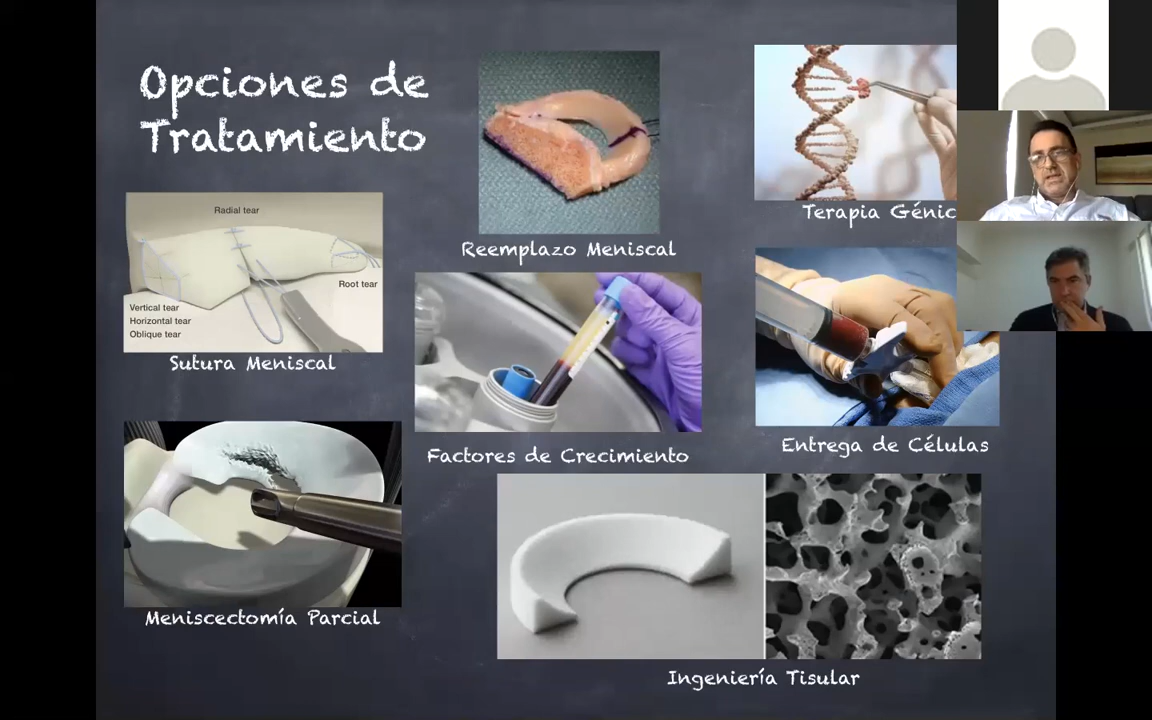 Opciones de
Tratamiento
Radial tear
Root tear
Vertical tear
Horizontal tear
Oblique tear
Sutura Meniscal
Meniscectomía Parcial
Reemplazo Meniscal
Factores de Crecimiento
Terapia Génic
Entrega de Células
Ingeniería Tisular